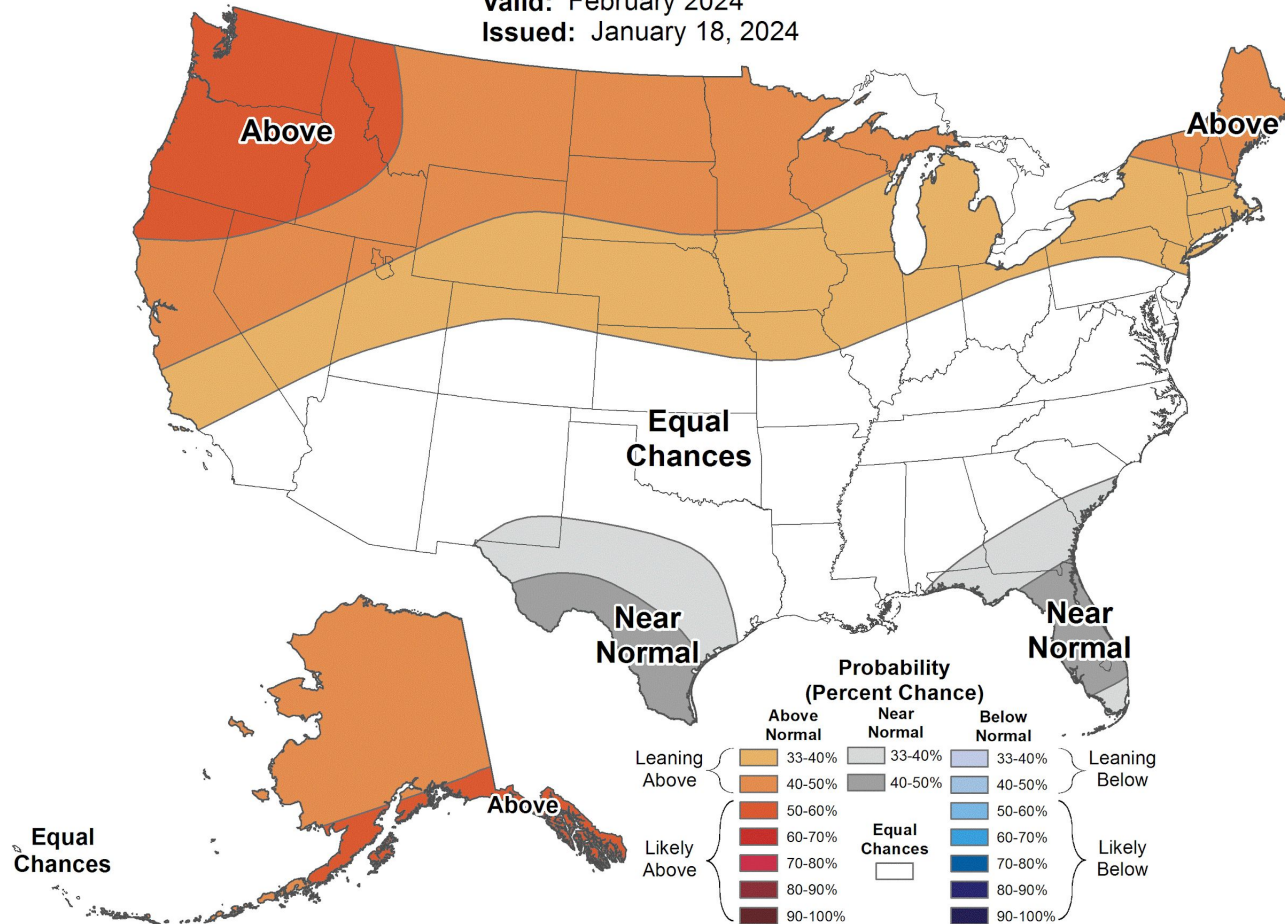 Valid: February 2024
Issued: January 18, 2024
Above
Above
Equal
Chances
Near
Normal
Near
Normal
Above
Equal
Chances
Probability
(Percent Chance)
Above
Normal
Near
Normal
Below
Normal
Leaning
Above
33-40%
33-40%
33-40%
Leaning
Below
40-50%
40-50%
40-50%
Likely
Above
50-60%
50-60%
Likely
Below
60-70%
Equal
Chances
60-70%
70-80%
70-80%
80-90%
80-90%
90-100%
90-100%